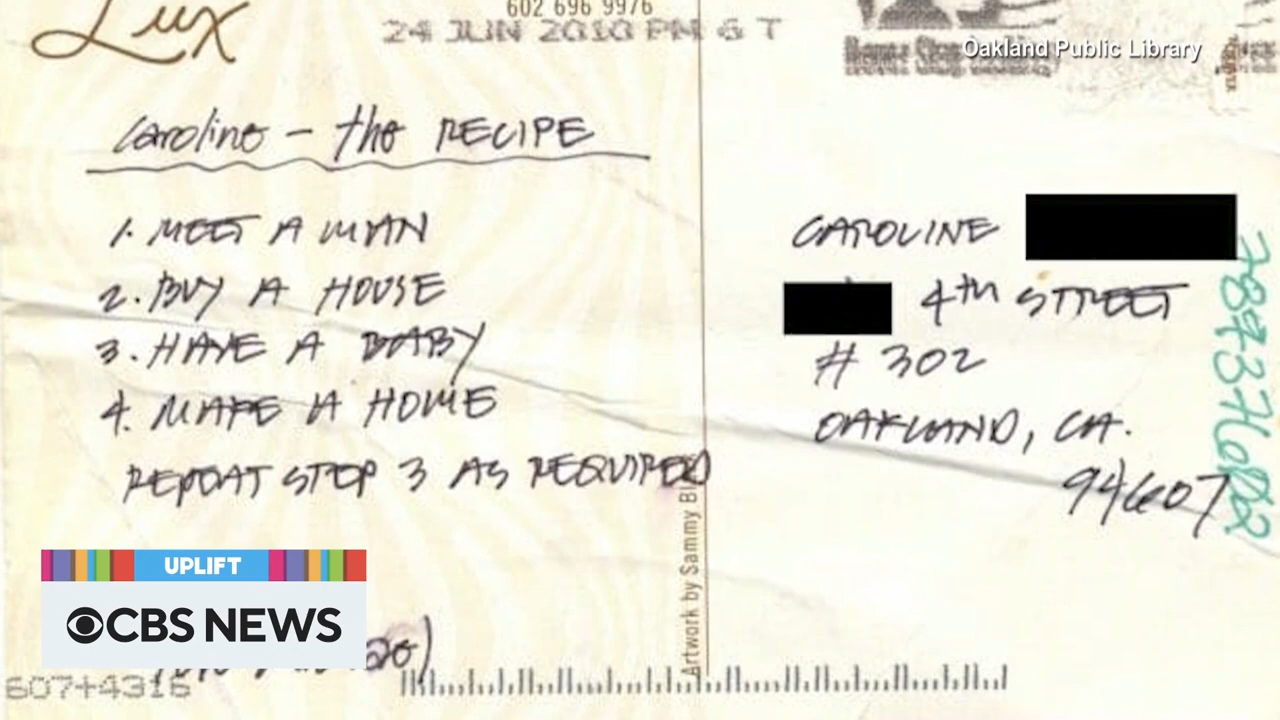 602 696 9976
Lux
24 JUN 2010 PM 6 T
Oakland Public Library
Caroline – the RECIPE
1. MEET A MAN
2. BUY A HOUSE
3. HAVE A BABY
4. MAKE A HOME
REPEAT STEP 3 AS REQUIRED
CAROLINE
4th STREET
# 302
OAKLAND, CA.
94607
Artwork by Sammy
UPLIFT
CBS NEWS
607+4316